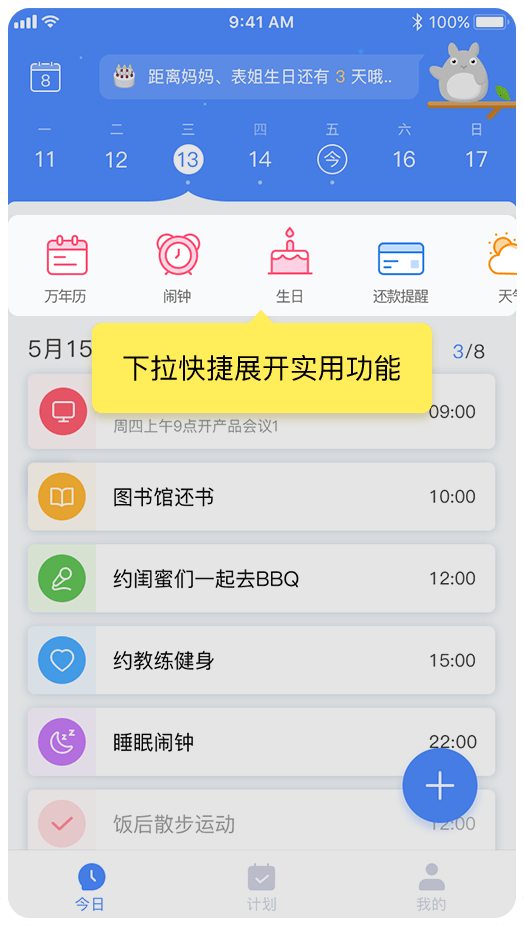 9:41 AM 100%
8
距离妈妈、表姐生日还有 3 天哦..
一 二 三 四 五 六 日
11 12 13 14 今 16 17
万年历 闹钟 生日 还款提醒 天
5月15 3/8
下拉快捷展开实用功能
09:00
周四上午9点开产品会议1
图书馆还书 10:00
约闺蜜们一起去BBQ 12:00
约教练健身 15:00
睡眠闹钟 22:00
饭后散步运动 12:00
今日 计划 我的